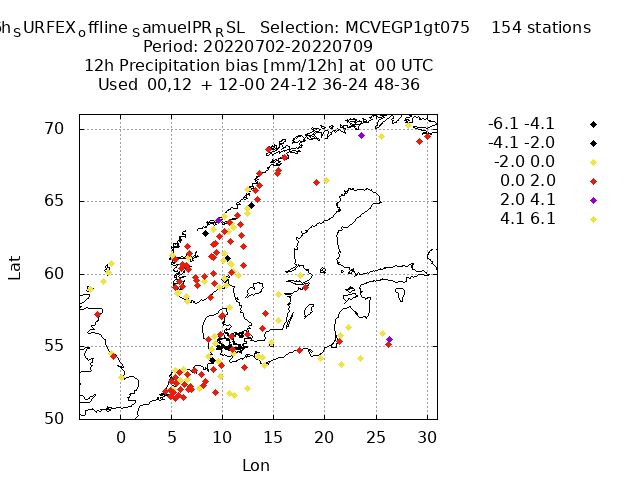 hSURFEXoffline SamuelPRRSL Selection: MCVEGP1gt075 154 stations
Period: 20220702-20220709
12h Precipitation bias [mm/12h] at 00 UTC
Used 00,12 + 12-00 24-12 36-24 48-36
70
65
60
55
50
0 5 10 15 20 25 30
Lat
Lon
-6.1 -4.1
-4.1 -2.0
-2.0 0.0
0.0 2.0
2.0 4.1
4.1 6.1